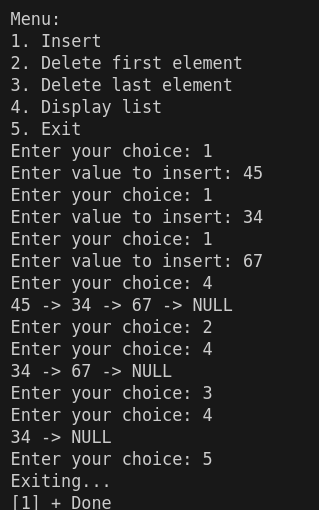 Menu:
1. Insert
2. Delete first element
3. Delete last element
4. Display list
5. Exit
Enter your choice: 1
Enter value to insert: 45
Enter your choice: 1
Enter value to insert: 34
Enter your choice: 1
Enter value to insert: 67
Enter your choice: 4
45 -> 34 -> 67 -> NULL
Enter your choice: 2
Enter your choice: 4
34 -> 67 -> NULL
Enter your choice: 3
Enter your choice: 4
34 -> NULL
Enter your choice: 5
Exiting...
[1] + Done